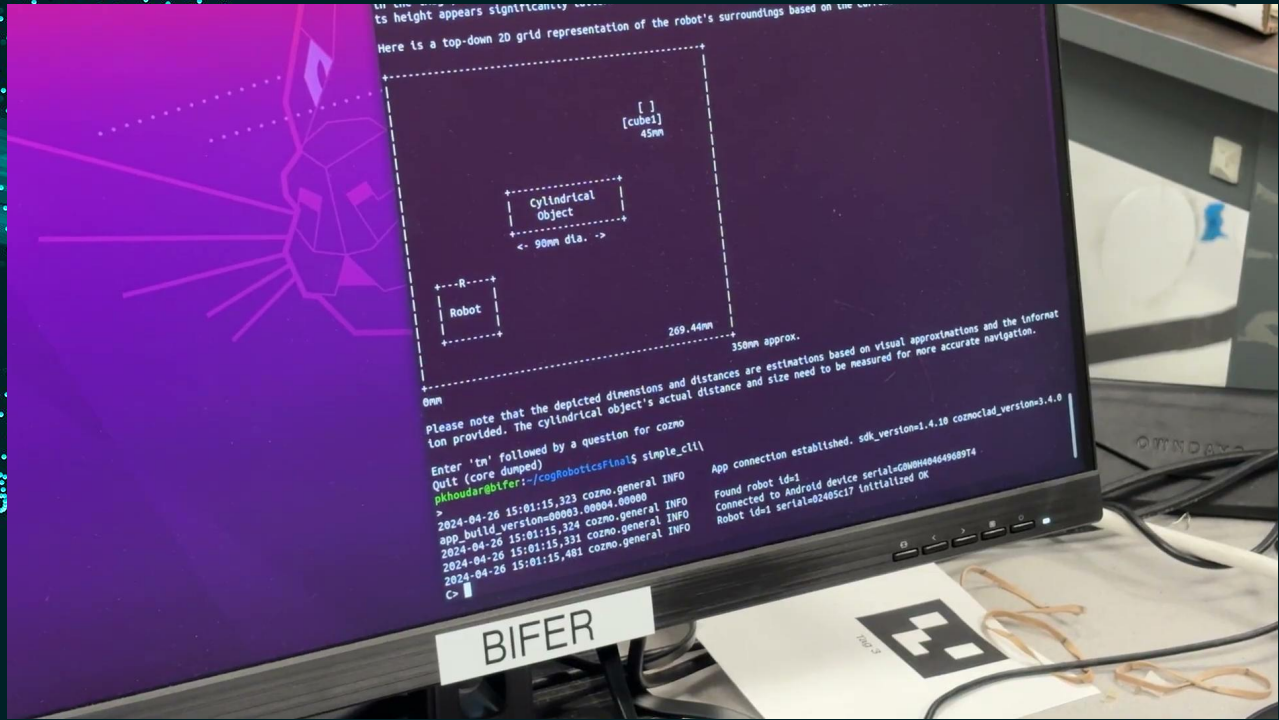 ts height appears significantly
Here is a top-down 2D grid representation of the robot's surroundings based on the
[ ]
[cube1]
45mm
Cylindrical
Object
<- 90mm dia. ->
R
Robot
269.44mm
350mm approx.
0mm
Please note that the depicted dimensions and distances are estimations based on visual approximations and the informat
ion provided. The cylindrical object's actual distance and size need to be measured for more accurate navigation.
Enter 'tm' followed by a question for cozmo
Quit (core dumped)
pkhoudar@bifer:~/cogRoboticsFinal$ simple_cli\
>
2024-04-26 15:01:15,323 cozmo.general INFO App connection established. sdk_version=1.4.10 cozmoclad_version=3.4.0
app_build_version=00003.00004.00000
2024-04-26 15:01:15,324 cozmo.general INFO Found robot id=1
2024-04-26 15:01:15,331 cozmo.general INFO Connected to Android device serial=G0W0H404649689T4
2024-04-26 15:01:15,481 cozmo.general INFO Robot id=1 serial=02405c17 initialized OK
C>
BIFER
Tag 3